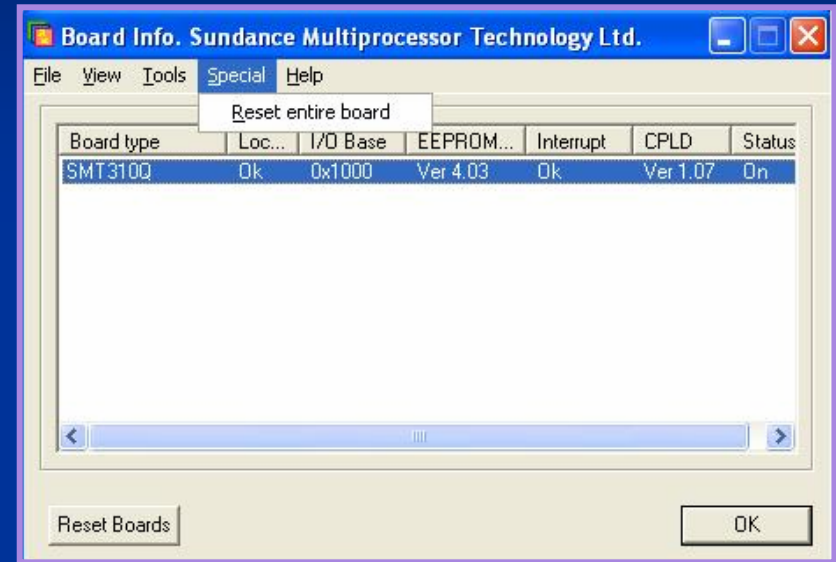 Board Info. Sundance Multiprocessor Technology Ltd.
File View Tools Special Help
Reset entire board
Board type Loc... I/O Base EEPROM... Interrupt CPLD Status
SMT310Q Ok 0x1000 Ver 4.03 Ok Ver 1.07 On
Reset Boards OK